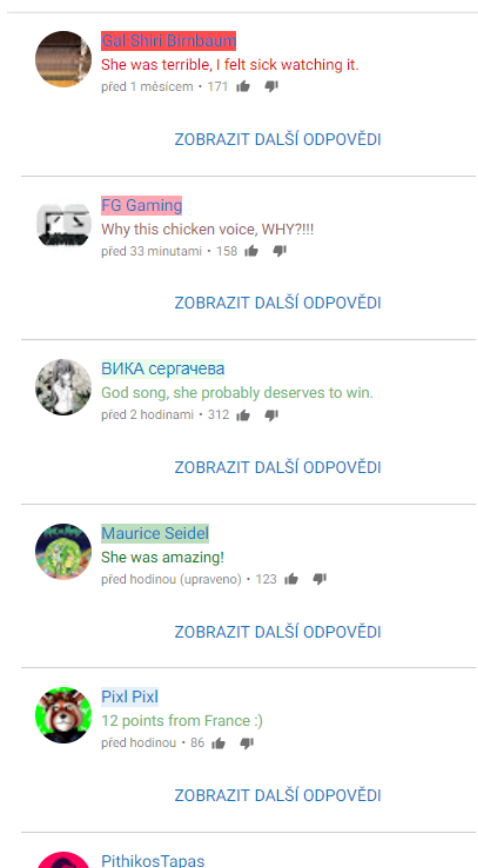 Gal Shiri Birnbaum
She was terrible, I felt sick watching it.
před 1 měsícem • 171
ZOBRAZIT DALŠÍ ODPOVĚDI
FG Gaming
Why this chicken voice, WHY?!!!
před 33 minutami • 158
ZOBRAZIT DALŠÍ ODPOVĚDI
ВИКА сергачева
God song, she probably deserves to win.
před 2 hodinami • 312
ZOBRAZIT DALŠÍ ODPOVĚDI
Maurice Seidel
She was amazing!
před hodinou (upraveno) • 123
ZOBRAZIT DALŠÍ ODPOVĚDI
Pixl Pixl
12 points from France :)
před hodinou • 86
ZOBRAZIT DALŠÍ ODPOVĚDI
PithikosTapas